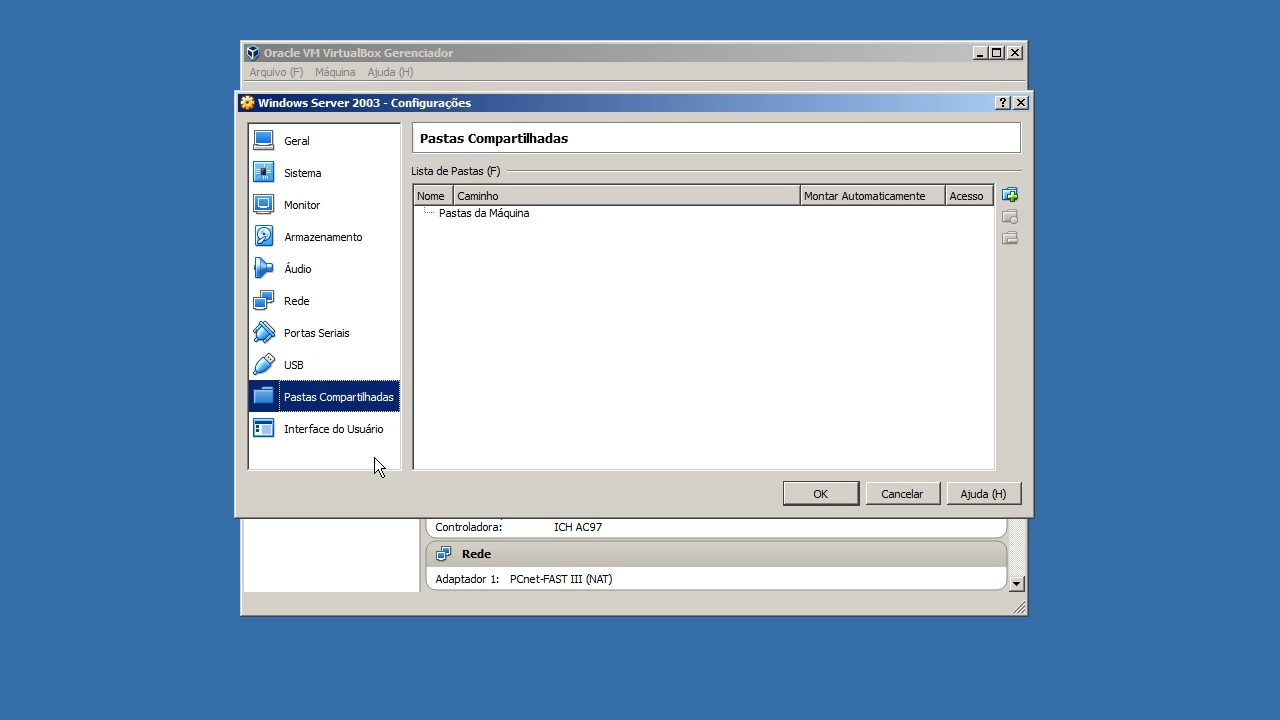 Oracle VM VirtualBox Gerenciador
Arquivo (F) Máquina Ajuda (H)
Windows Server 2003 - Configurações
Geral
Sistema
Monitor
Armazenamento
Áudio
Rede
Portas Seriais
USB
Pastas Compartilhadas
Interface do Usuário
Pastas Compartilhadas
Lista de Pastas (F)
Nome Caminho Montar Automaticamente Acesso
Pastas da Máquina
OK Cancelar Ajuda (H)
Controladora: ICH AC97
Rede
Adaptador 1: PCnet-FAST III (NAT)